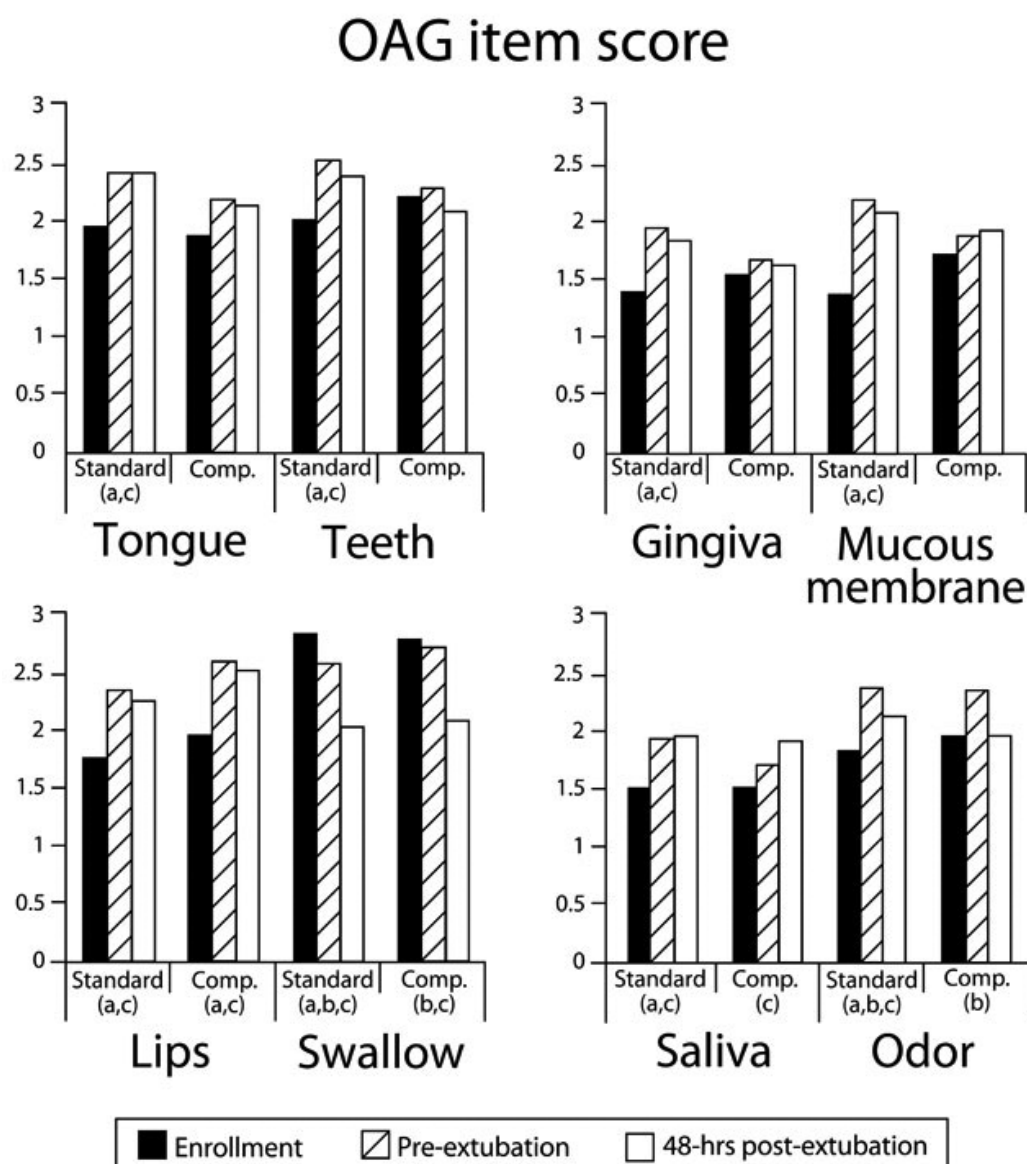 OAG item score
3
2.5
2
1.5
1
0.5
0
Standard Comp. Standard Comp.
(a,c) (a,c)
Tongue Teeth
3
2.5
2
1.5
1
0.5
0
Standard Comp. Standard Comp.
(a,c) (a,c)
Gingiva Mucous
membrane
3
2.5
2
1.5
1
0.5
0
Standard Comp. Standard Comp.
(a,c) (a,c) (a,b,c) (b,c)
Lips Swallow
3
2.5
2
1.5
1
0.5
0
Standard Comp. Standard Comp.
(a,c) (c) (a,b,c) (b)
Saliva Odor
Enrollment Pre-extubation 48-hrs post-extubation